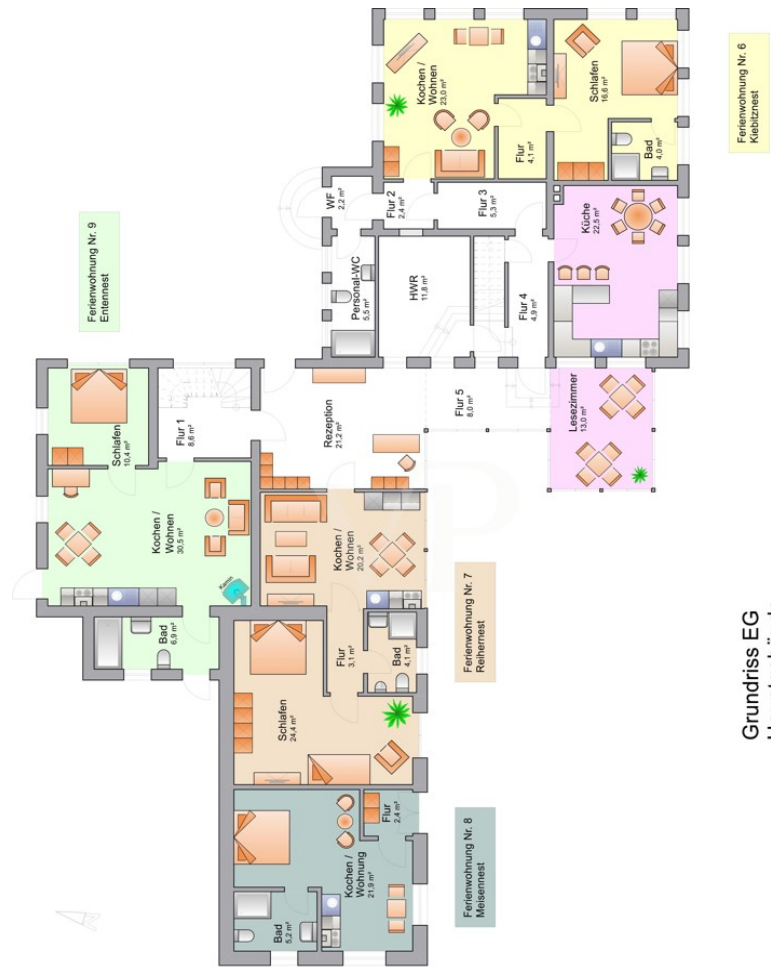 Ferienwohnung Nr. 9
Entennest
Schlafen
10,4 m²
Flur 1
8,6 m²
Kochen /
Wohnen
30,5 m²
Kamin
Bad
6,9 m²
WF
2,2 m²
Personal-WC
5,5 m²
Flur 2
2,4 m²
HWR
11,8 m²
Flur 3
5,3 m²
Flur 4
4,9 m²
Rezeption
21,2 m²
Flur 5
8,0 m²
Kochen /
Wohnen
23,0 m²
Flur
4,1 m²
Schlafen
16,6 m²
Bad
4,0 m²
Ferienwohnung Nr. 6
Kiebitznest
Küche
22,5 m²
Lesezimmer
13,0 m²
Kochen /
Wohnen
20,2 m²
Flur
3,1 m²
Bad
4,1 m²
Schlafen
24,4 m²
Ferienwohnung Nr. 7
Reihernest
Kochen /
Wohnung
21,9 m²
Flur
2,4 m²
Bad
5,2 m²
Ferienwohnung Nr. 8
Meisennest
Grundriss EG